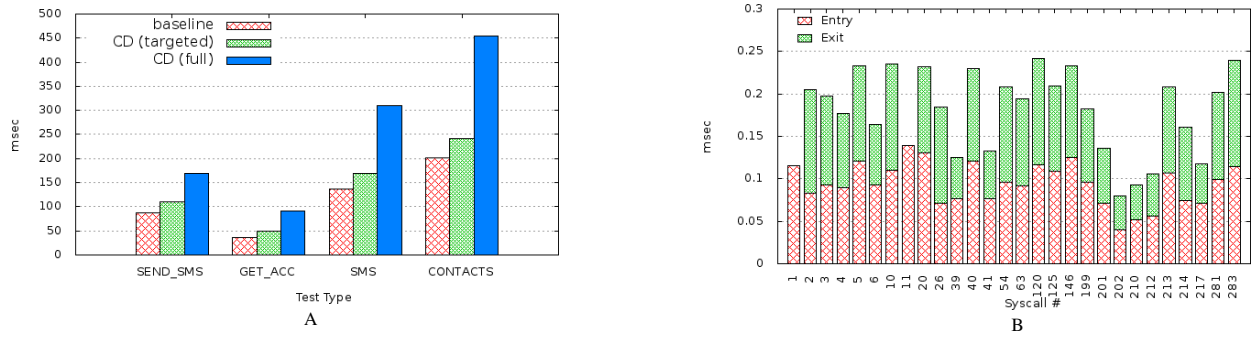 500
450
400
350
300
250
200
150
100
50
0
msec
baseline
CD (targeted)
CD (full)
SEND_SMS GET_ACC SMS CONTACTS
Test Type
A
0.3
0.25
0.2
0.15
0.1
0.05
0
msec
Entry
Exit
1 2 3 4 5 6 10 11 20 26 39 40 41 54 63 120 125 146 199 201 202 210 212 213 214 217 281 283
Syscall #
B